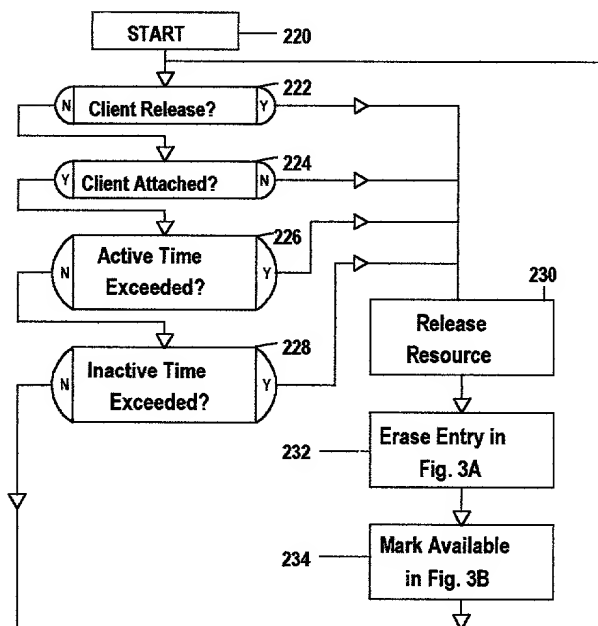 START
220
222
N
Client Release?
Y
224
Y
Client Attached?
N
226
N
Active Time
Exceeded?
Y
228
N
Inactive Time
Exceeded?
Y
230
Release
Resource
232
Erase Entry in
Fig. 3A
234
Mark Available
in Fig. 3B